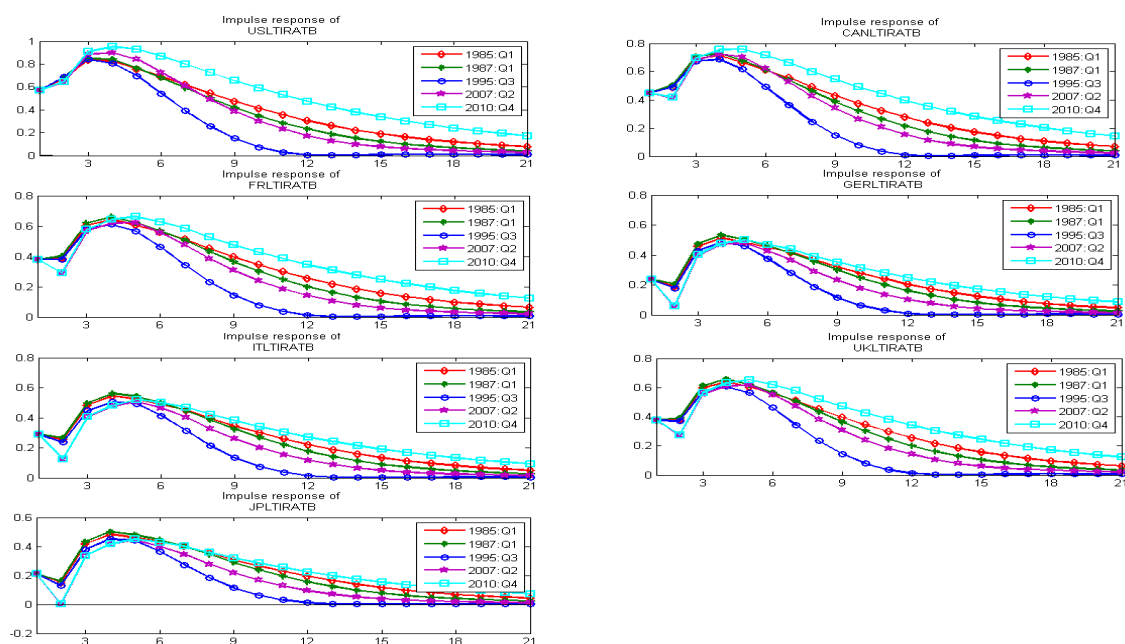 Impulse response of
USLTIRATB
1
0.8
0.6
0.4
0.2
0
3 6 9 12 15 18 21
1985:Q1
1987:Q1
1995:Q3
2007:Q2
2010:Q4
Impulse response of
CANLTIRATB
0.8
0.6
0.4
0.2
0
3 6 9 12 15 18 21
1985:Q1
1987:Q1
1995:Q3
2007:Q2
2010:Q4
Impulse response of
FRLTIRATB
0.8
0.6
0.4
0.2
0
3 6 9 12 15 18 21
1985:Q1
1987:Q1
1995:Q3
2007:Q2
2010:Q4
Impulse response of
GERLTIRATB
0.8
0.6
0.4
0.2
0
3 6 9 12 15 18 21
1985:Q1
1987:Q1
1995:Q3
2007:Q2
2010:Q4
Impulse response of
ITLTIRATB
0.8
0.6
0.4
0.2
0
3 6 9 12 15 18 21
1985:Q1
1987:Q1
1995:Q3
2007:Q2
2010:Q4
Impulse response of
UKLTIRATB
0.8
0.6
0.4
0.2
0
3 6 9 12 15 18 21
1985:Q1
1987:Q1
1995:Q3
2007:Q2
2010:Q4
Impulse response of
JPLTIRATB
0.6
0.4
0.2
0
-0.2
3 6 9 12 15 18 21
1985:Q1
1987:Q1
1995:Q3
2007:Q2
2010:Q4